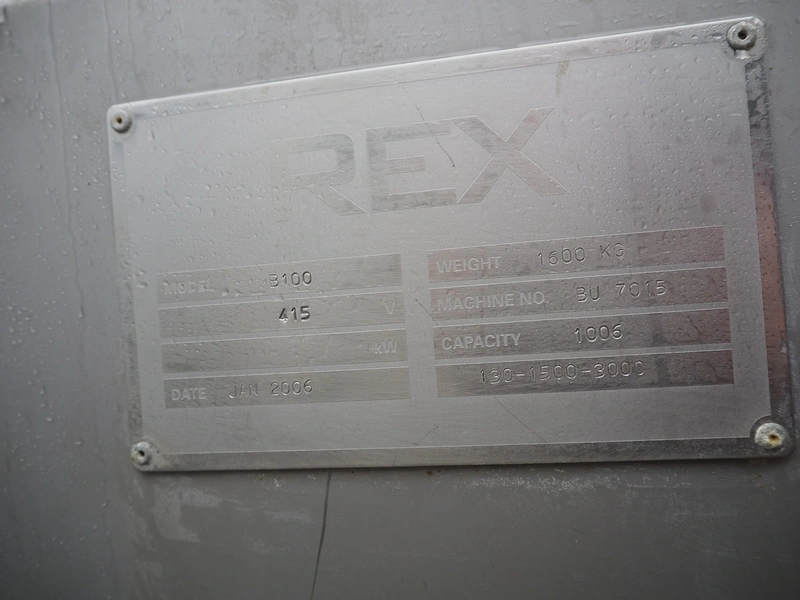 REX
MODEL B100
415 V
kW
DATE JAN 2006
WEIGHT 1600 KG
MACHINE NO. BU 7015
CAPACITY 1006
130-1500-3000